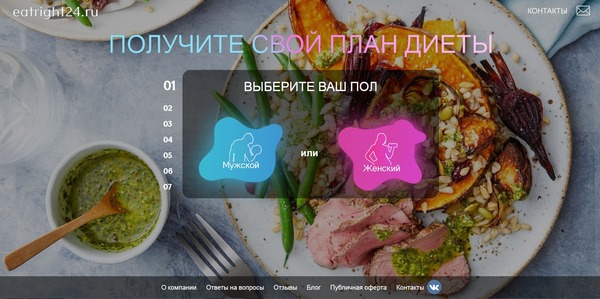 eatright24.ru
КОНТАКТЫ
ПОЛУЧИТЕ СВОЙ ПЛАН ДИЕТЫ
01
ВЫБЕРИТЕ ВАШ ПОЛ
02
03
04
05
06
07
Мужской
или
Женский
О компании Ответы на вопросы Отзывы Блог Публичная оферта Контакты